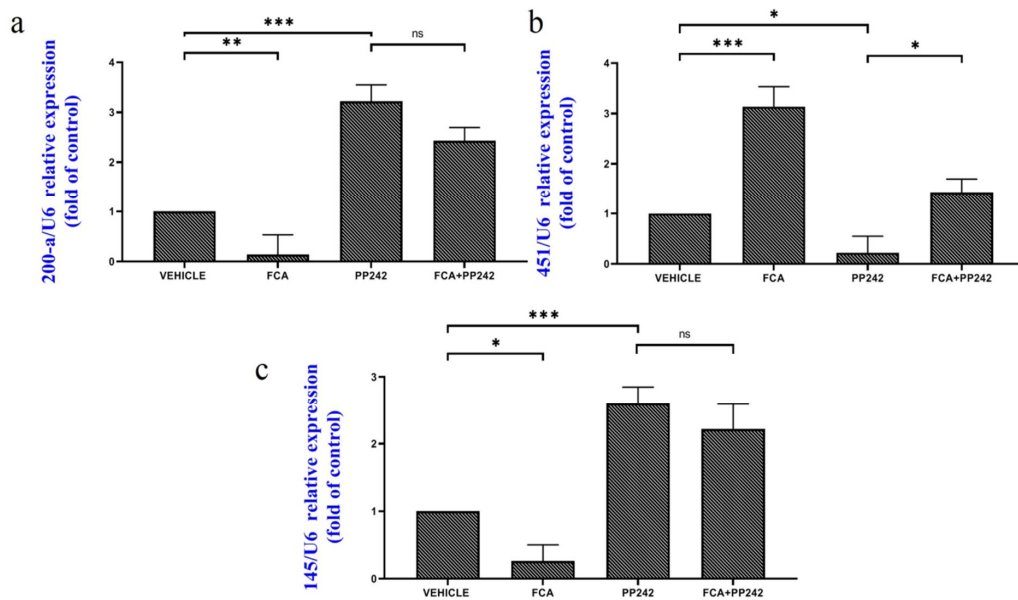 a
***
**
ns
200-a/U6 relative expression
(fold of control)
4
3
2
1
0
VEHICLE FCA PP242 FCA+PP242
b
*
***
*
451/U6 relative expression
(fold of control)
4
3
2
1
0
VEHICLE FCA PP242 FCA+PP242
c
***
*
ns
145/U6 relative expression
(fold of control)
3
2
1
0
VEHICLE FCA PP242 FCA+PP242